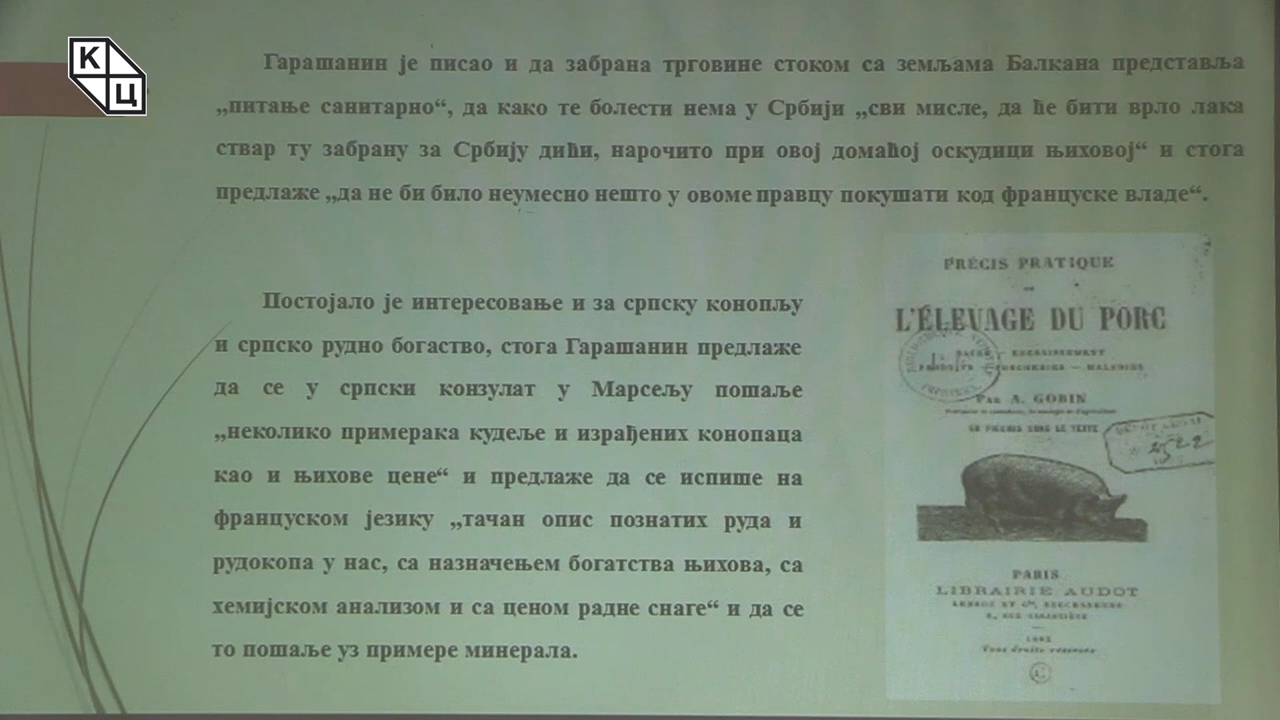 К
Ц
Гарашанин је писао и да забрана трговине стоком са земљама Балкана представља
„питање санитарно“, да како те болести нема у Србији „сви мисле, да ће бити врло лака
ствар ту забрану за Србију дићи, нарочито при овој домаћој оскудици њиховој“ и стога
предлаже „да не би било неумесно нешто у овоме правцу покушати код француске владе“.
Постојало је интересовање и за српску конопљу
и српско рудно богаство, стога Гарашанин предлаже
да се у српски конзулат у Марсељу пошаље
„неколико примерака кудеље и израђених конопаца
као и њихове цене“ и предлаже да се испише на
француском језику „тачан опис познатих руда и
рудокопа у нас, са назначењем богатства њихова, са
хемијском анализом и са ценом радне снаге“ и да се
то пошаље уз примере минерала.
PRÉCIS PRATIQUE
L'ÉLEVAGE DU PORC
PAR A. GOBIN
2522
PARIS
LIBRAIRIE AUDOT
Tous droits réservés